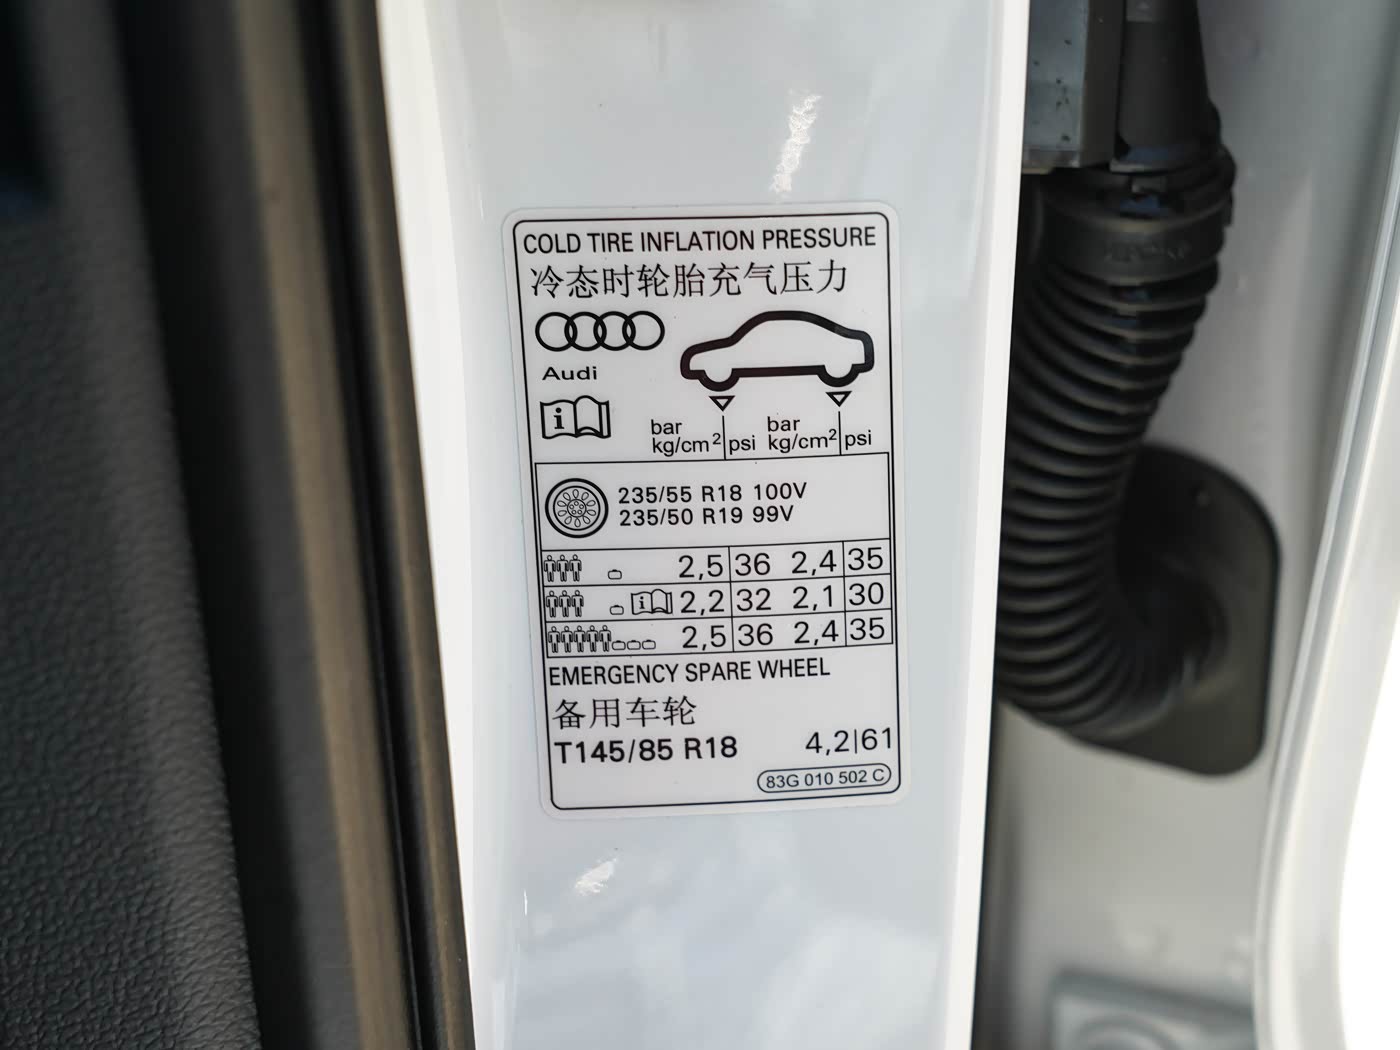 COLD TIRE INFLATION PRESSURE
冷态时轮胎充气压力
Audi
i
bar bar
kg/cm² psi kg/cm² psi
235/55 R18 100V
235/50 R19 99V
2,5 36 2,4 35
i 2,2 32 2,1 30
2,5 36 2,4 35
EMERGENCY SPARE WHEEL
备用车轮
T145/85 R18 4,2|61
83G 010 502 C